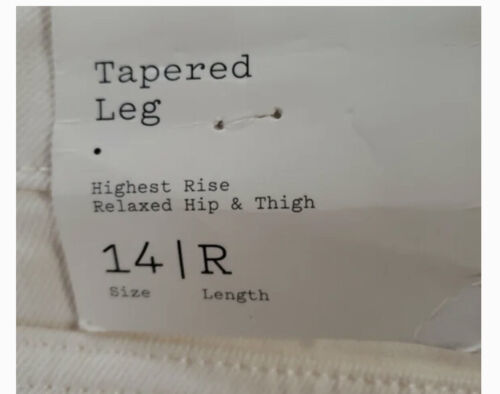 Tapered
Leg
•
Highest Rise
Relaxed Hip & Thigh
14|R
Size Length